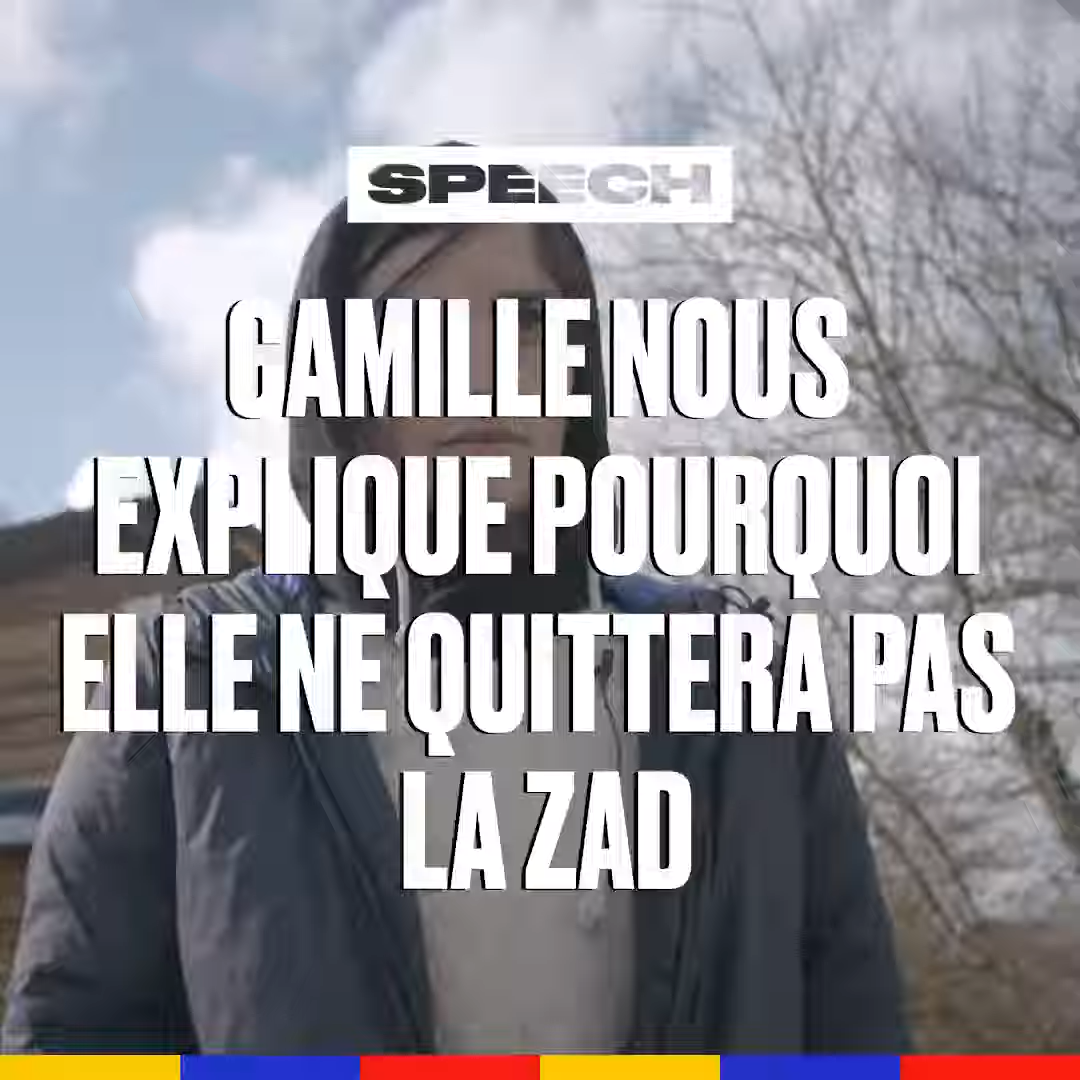 SPEECH
CAMILLE NOUS
EXPLIQUE POURQUOI
ELLE NE QUITTERA PAS
LA ZAD